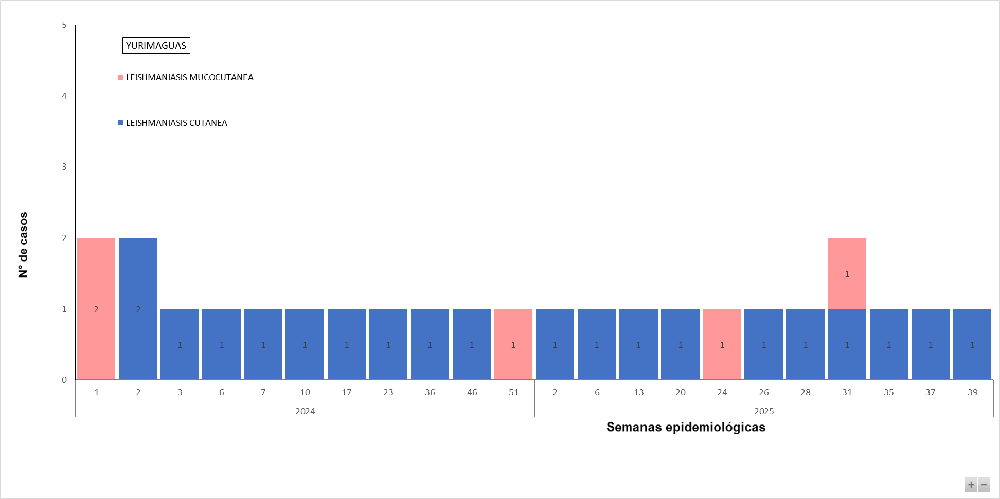 5
YURIMAGUAS
LEISHMANIASIS MUCOCUTANEA
4
LEISHMANIASIS CUTANEA
3
N° de casos
2
1
2 2 1 1 1 1 1 1 1 1 1 1 1 1 1 1 1 1 1 1 1 1
1
0
1 2 3 6 7 10 17 23 36 46 51 2 6 13 20 24 26 28 31 35 37 39
2024 2025
Semanas epidemiológicas
+ −